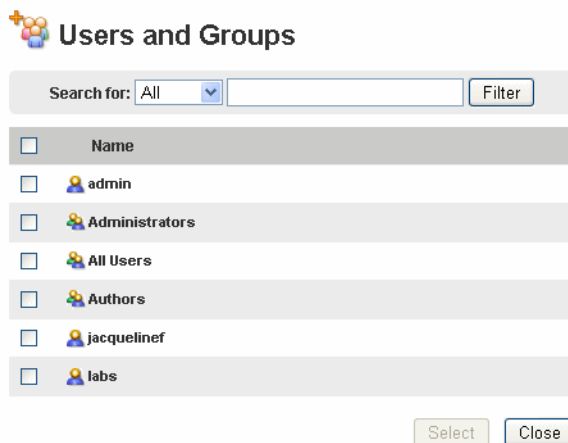 Users and Groups
Search for: All Filter
Name
admin
Administrators
All Users
Authors
jacquelinef
labs
Select Close